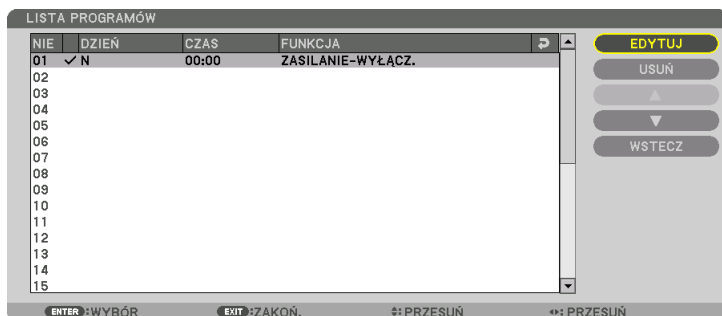 LISTA PROGRAMÓW
NIE DZIEŃ CZAS FUNKCJA
01 ✓ N 00:00 ZASILANIE-WYŁĄCZ.
02
03
04
05
06
07
08
09
10
11
12
13
14
15
EDYTUJ
USUŃ
▲
▼
WSTECZ
ENTER:WYBÓR EXIT:ZAKOŃ. :PRZESUŃ :PRZESUŃ